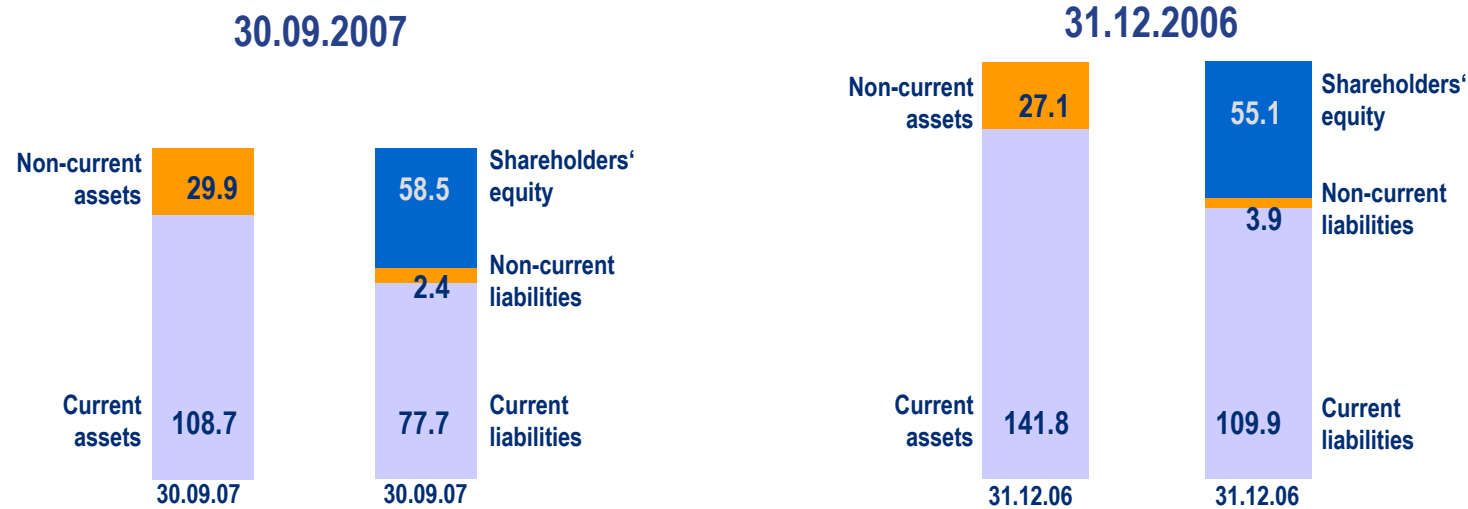 30.09.2007
Non-current
assets
29.9
58.5
Shareholders‘
equity
2.4
Non-current
liabilities
Current
assets
108.7
77.7
Current
liabilities
30.09.07
30.09.07
31.12.2006
Non-current
assets
27.1
55.1
Shareholders‘
equity
3.9
Non-current
liabilities
Current
assets
141.8
109.9
Current
liabilities
31.12.06
31.12.06